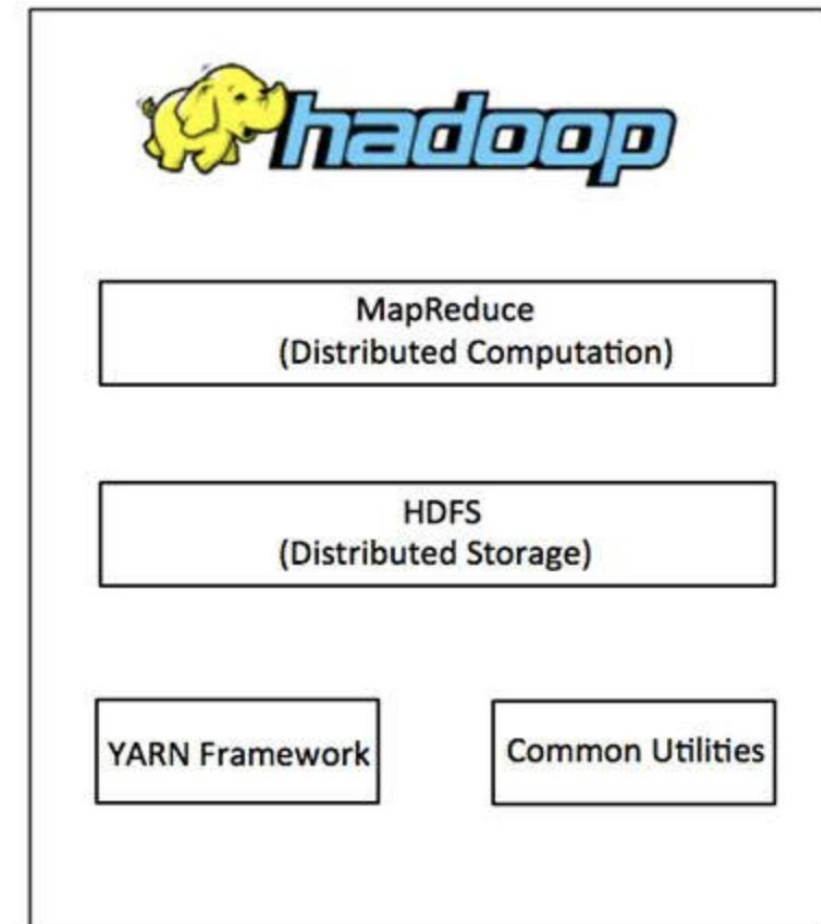 hadoop
MapReduce
(Distributed Computation)
HDFS
(Distributed Storage)
YARN Framework
Common Utilities